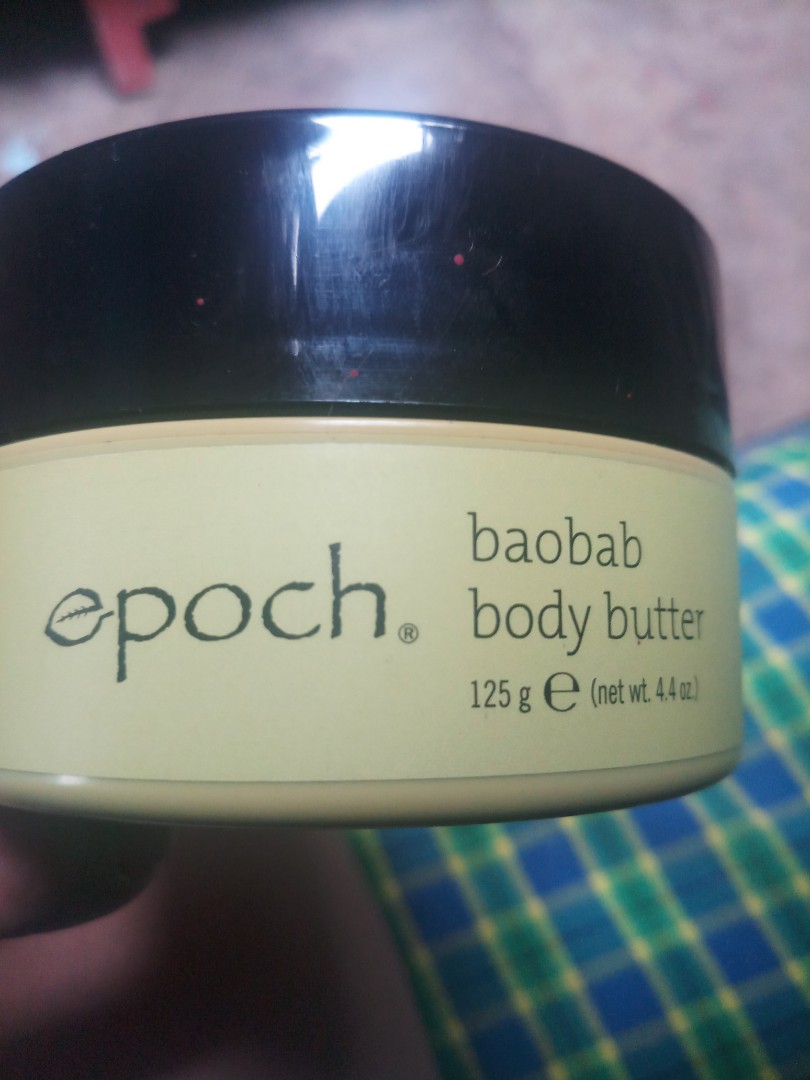 epoch®
baobab
body butter
125 g ℮ (net wt. 4.4 oz.)